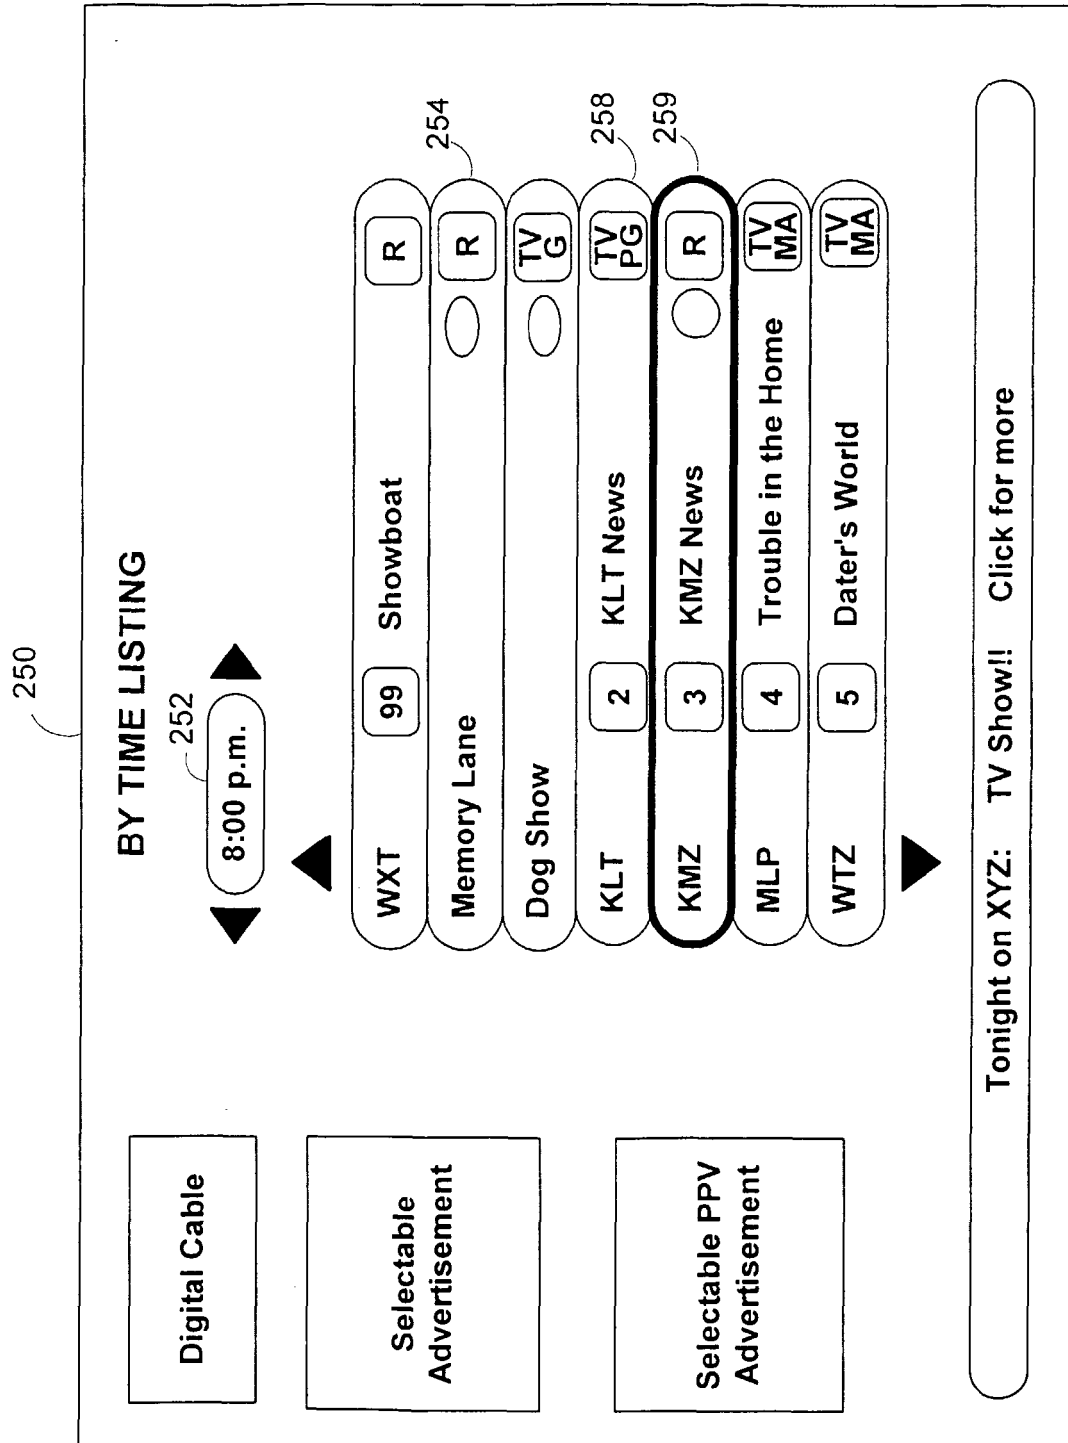 250
BY TIME LISTING
252
8:00 p.m.
Digital Cable
Selectable
Advertisement
Selectable PPV
Advertisement
WXT 99 Showboat R
Memory Lane R
254
Dog Show TV G
KLT 2 KLT News TV PG
258
KMZ 3 KMZ News R
259
MLP 4 Trouble in the Home TV MA
WTZ 5 Dater's World TV MA
Tonight on XYZ: TV Show!! Click for more